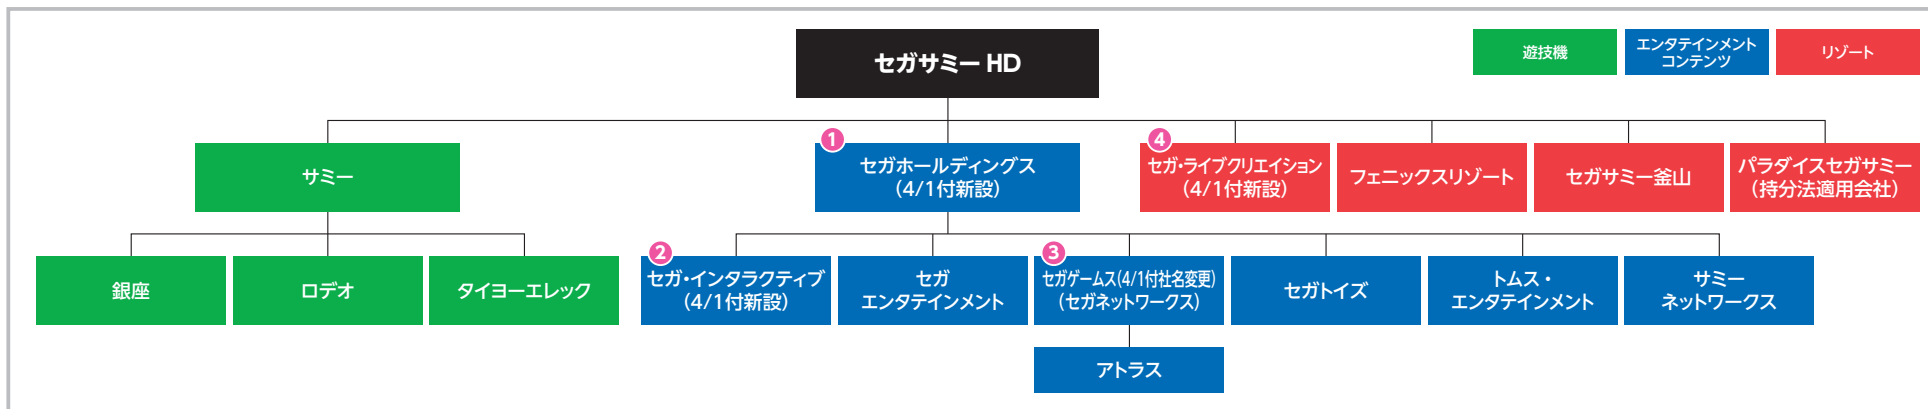 セガサミー HD
遊技機
エンタテインメント
コンテンツ
リゾート
サミー
1
セガホールディングス
(4/1付新設)
4
セガ・ライブクリエイション
(4/1付新設)
フェニックスリゾート
セガサミー釜山
パラダイスセガサミー
(持分法適用会社)
銀座
ロデオ
タイヨーエレック
2
セガ・インタラクティブ
(4/1付新設)
セガ
エンタテインメント
3
セガゲームス(4/1付社名変更)
(セガネットワークス)
セガトイズ
トムス・
エンタテインメント
サミー
ネットワークス
アトラス